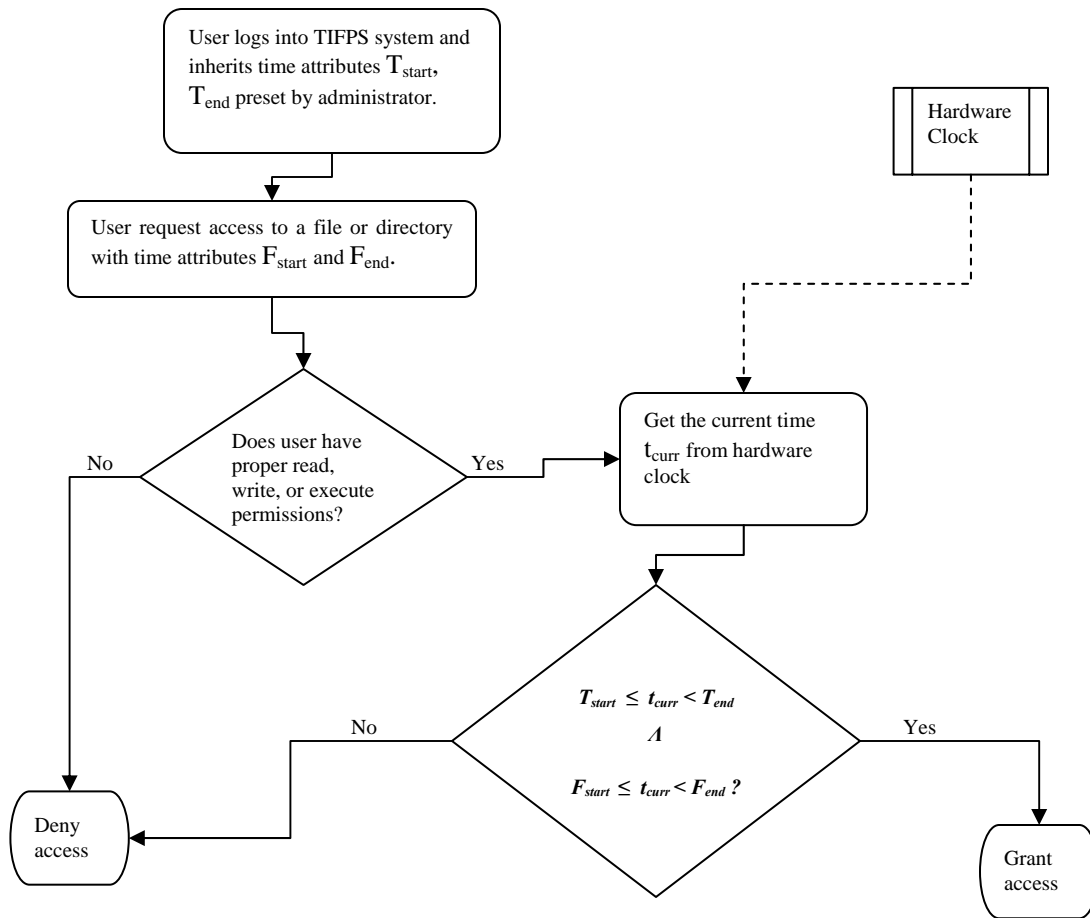 User logs into TIFPS system and
inherits time attributes Tstart,
Tend preset by administrator.
Hardware
Clock
User request access to a file or directory
with time attributes Fstart and Fend.
Does user have
proper read,
write, or execute
permissions?
No
Yes
Get the current time
tcurr from hardware
clock
Tstart ≤ tcurr < Tend
Λ
Fstart ≤ tcurr < Fend ?
No
Yes
Deny
access
Grant
access